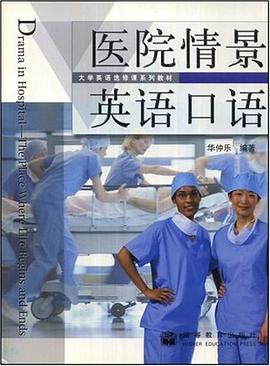 医院情景
大学英语选修课系列教材
英语口语
华仲乐 编著
Drama in Hospital—The Place Where Life Begins and Ends
高等教育出版社
HIGHER EDUCATION PRESS